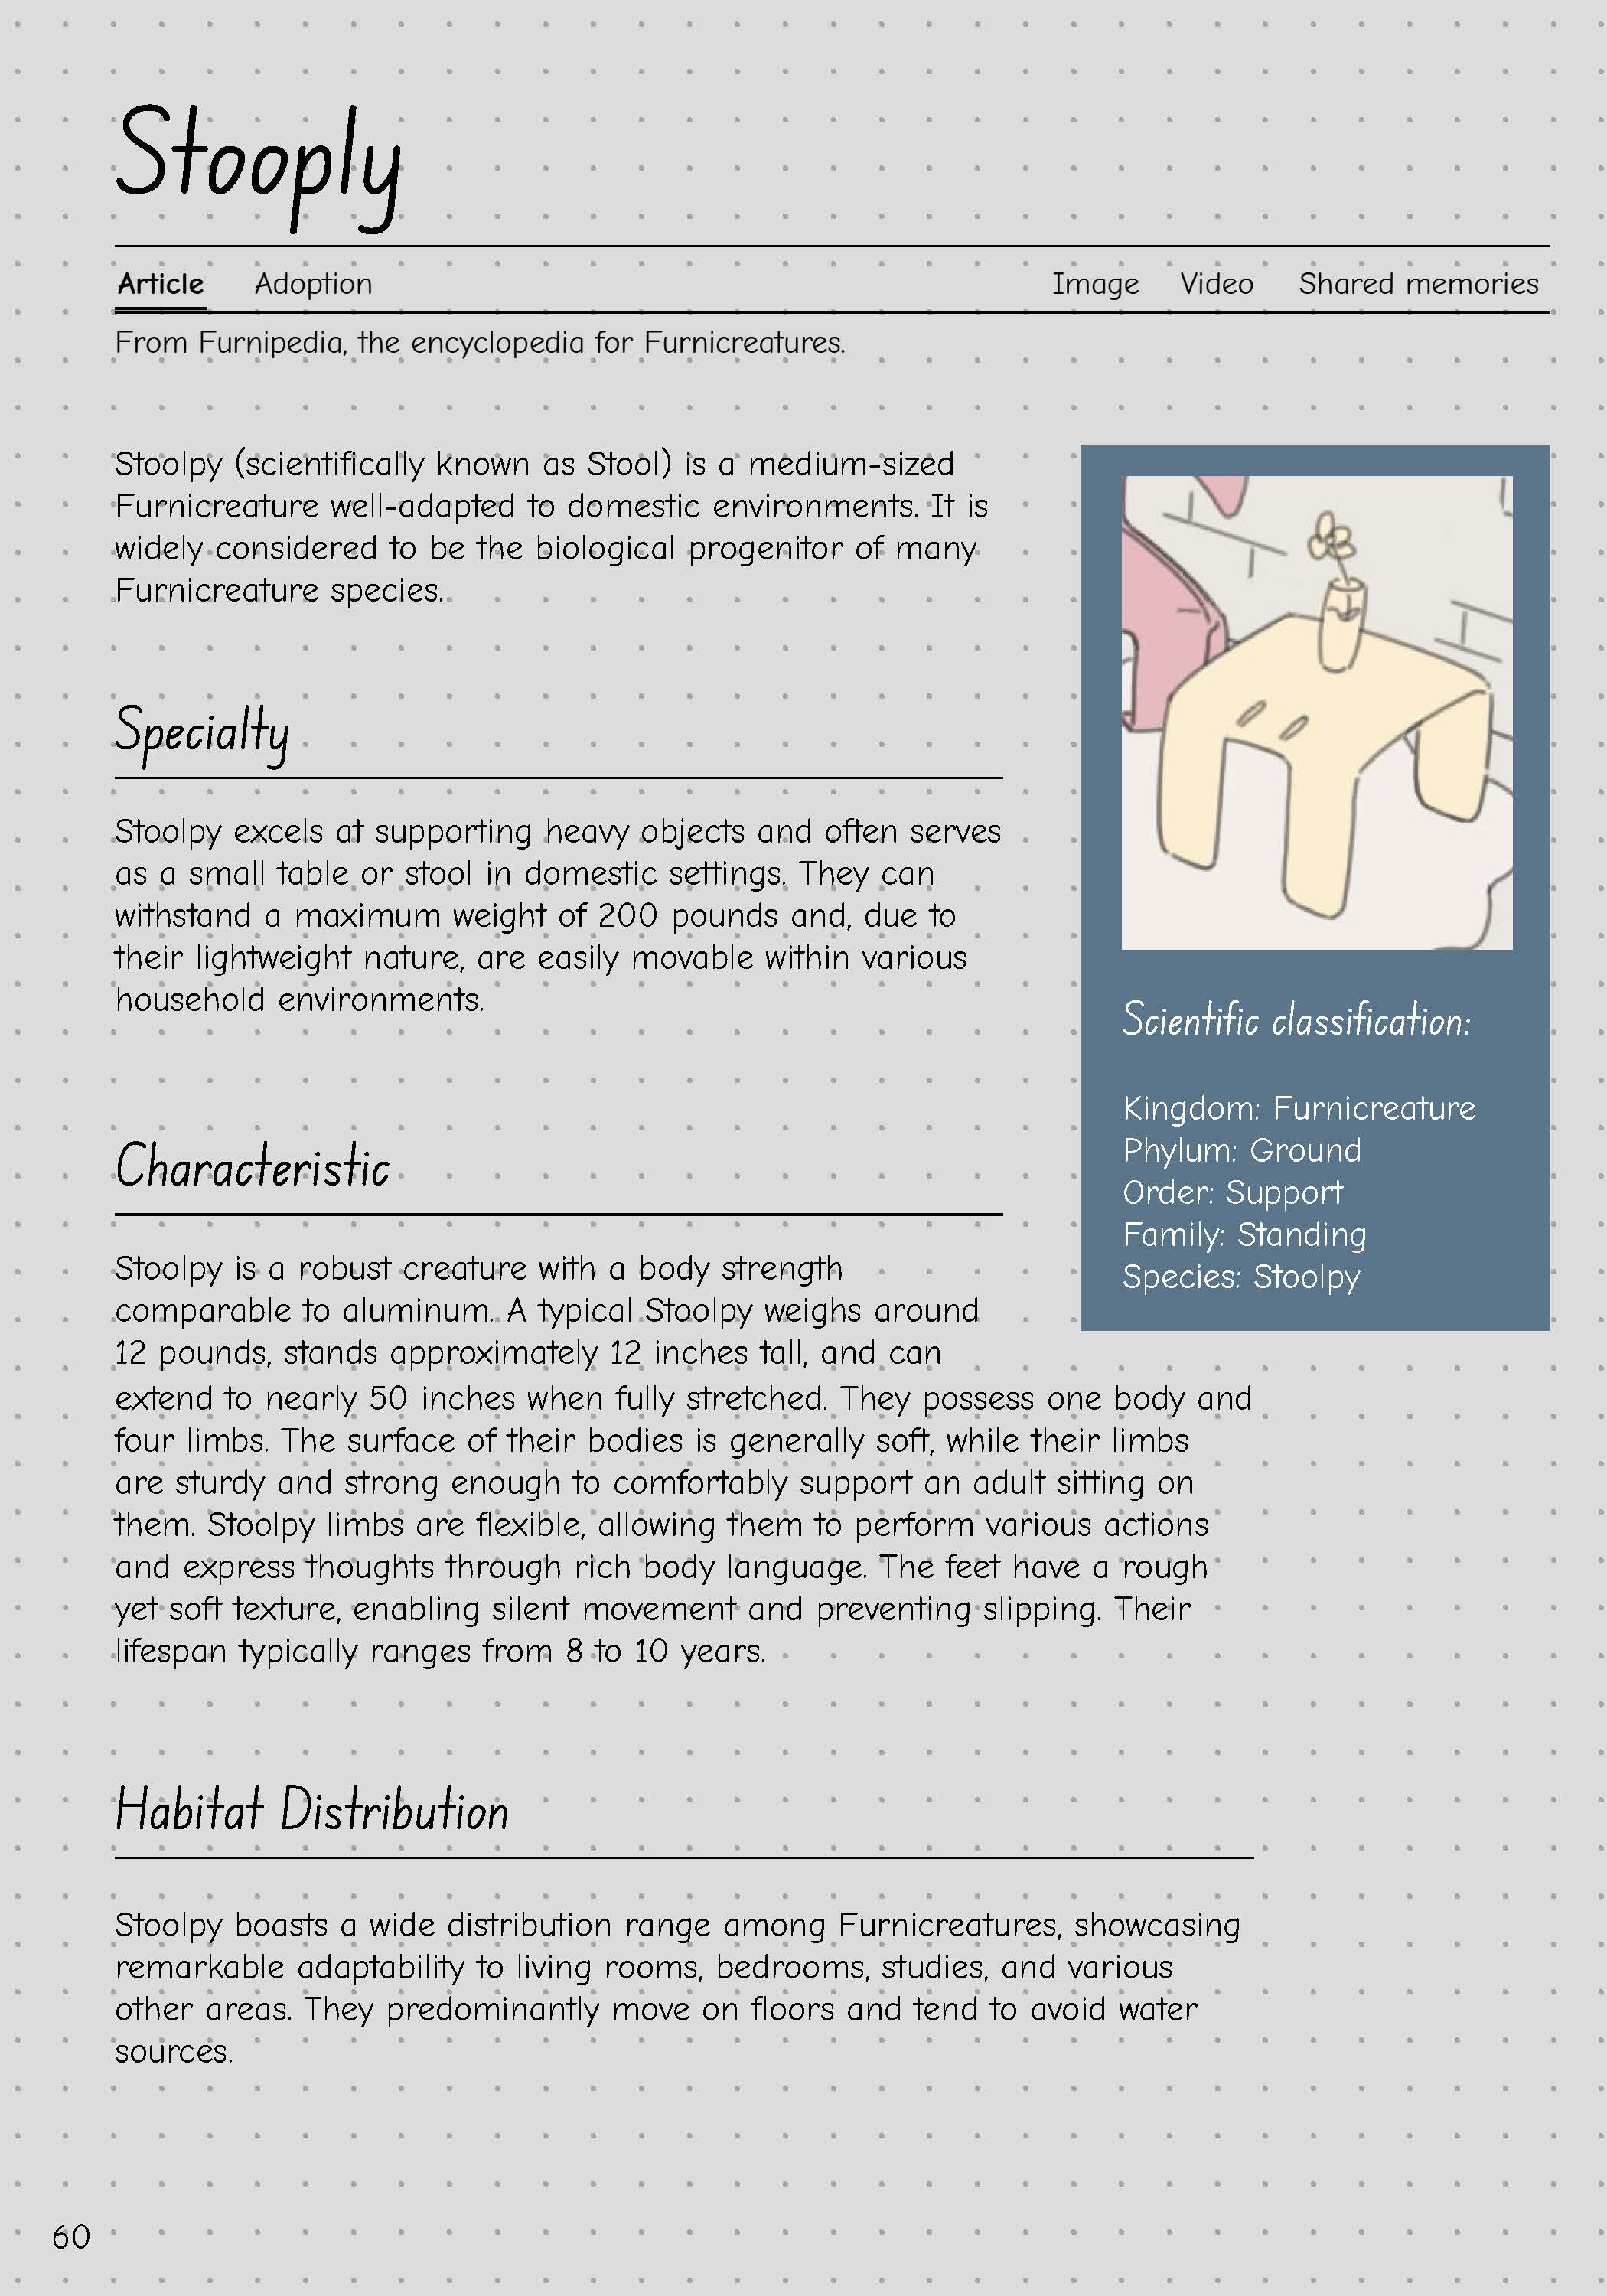 Stooply
Article Adoption Image Video Shared memories
From Furnipedia, the encyclopedia for Furnicreatures.
Stoolpy (scientifically known as Stool) is a medium-sized
Furnicreature well-adapted to domestic environments. It is
widely considered to be the biological progenitor of many
Furnicreature species.
Specialty
Stoolpy excels at supporting heavy objects and often serves
as a small table or stool in domestic settings. They can
withstand a maximum weight of 200 pounds and, due to
their lightweight nature, are easily movable within various
household environments.
Characteristic
Stoolpy is a robust creature with a body strength
comparable to aluminum. A typical Stoolpy weighs around
12 pounds, stands approximately 12 inches tall, and can
extend to nearly 50 inches when fully stretched. They possess one body and
four limbs. The surface of their bodies is generally soft, while their limbs
are sturdy and strong enough to comfortably support an adult sitting on
them. Stoolpy limbs are flexible, allowing them to perform various actions
and express thoughts through rich body language. The feet have a rough
yet soft texture, enabling silent movement and preventing slipping. Their
lifespan typically ranges from 8 to 10 years.
Scientific classification:
Kingdom: Furnicreature
Phylum: Ground
Order: Support
Family: Standing
Species: Stoolpy
Habitat Distribution
Stoolpy boasts a wide distribution range among Furnicreatures, showcasing
remarkable adaptability to living rooms, bedrooms, studies, and various
other areas. They predominantly move on floors and tend to avoid water
sources.
60